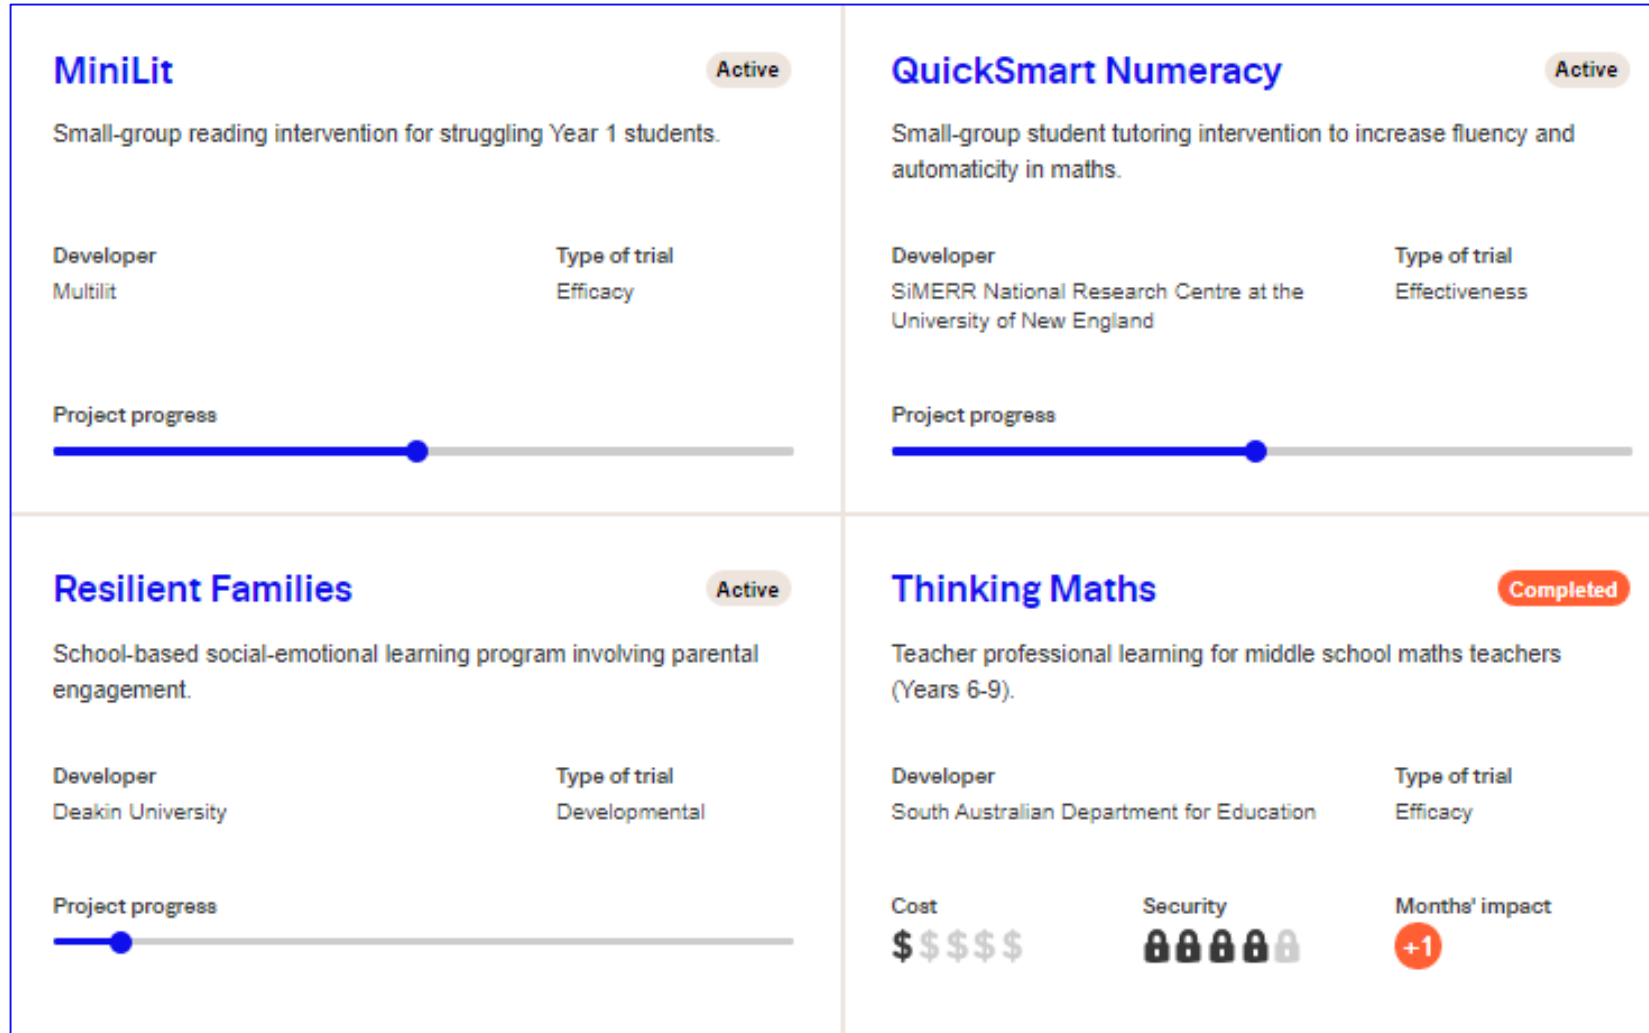 MiniLit
Active
Small-group reading intervention for struggling Year 1 students.
Developer
Type of trial
Multilit
Efficacy
Project progress
QuickSmart Numeracy
Active
Small-group student tutoring intervention to increase fluency and
automaticity in maths.
Developer
Type of trial
SiMERR National Research Centre at the
University of New England
Effectiveness
Project progress
Resilient Families
Active
School-based social-emotional learning program involving parental
engagement.
Developer
Type of trial
Deakin University
Developmental
Project progress
Thinking Maths
Completed
Teacher professional learning for middle school maths teachers
(Years 6-9).
Developer
Type of trial
South Australian Department for Education
Efficacy
Cost
Security
Months' impact
$$$$$
+1